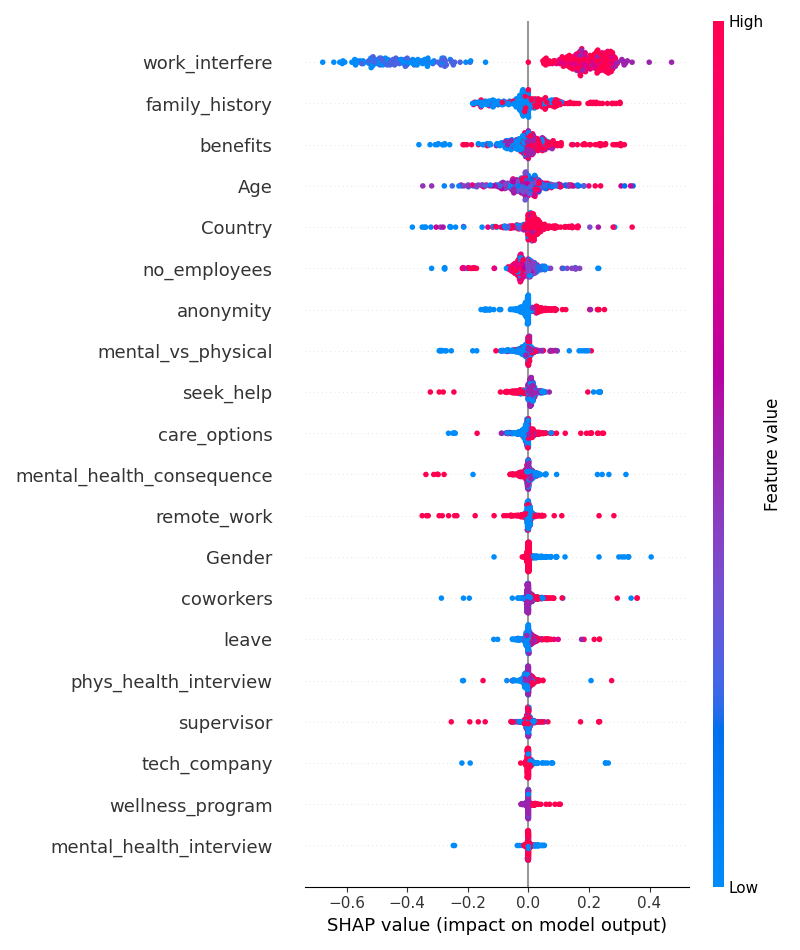 High
work_interfere
family_history
benefits
Age
Country
no_employees
anonymity
mental_vs_physical
seek_help
care_options
mental_health_consequence
remote_work
Gender
coworkers
leave
phys_health_interview
supervisor
tech_company
wellness_program
mental_health_interview
Feature value
Low
−0.6 −0.4 −0.2 0.0 0.2 0.4
SHAP value (impact on model output)